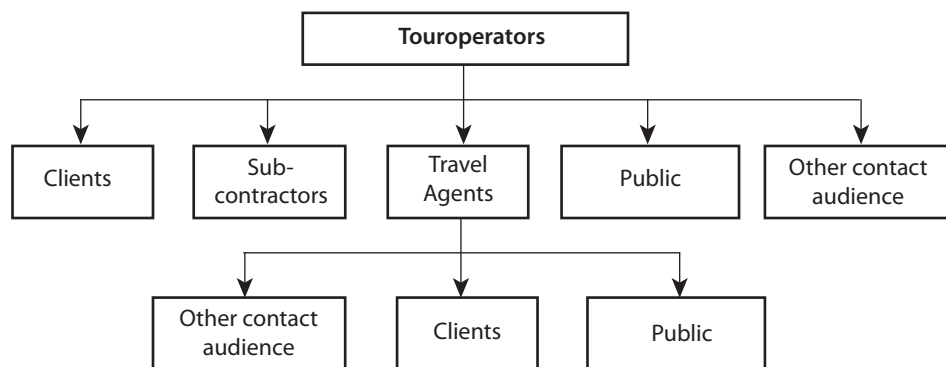 Touroperators
Clients
Sub-
contractors
Travel
Agents
Public
Other contact
audience
Other contact
audience
Clients
Public